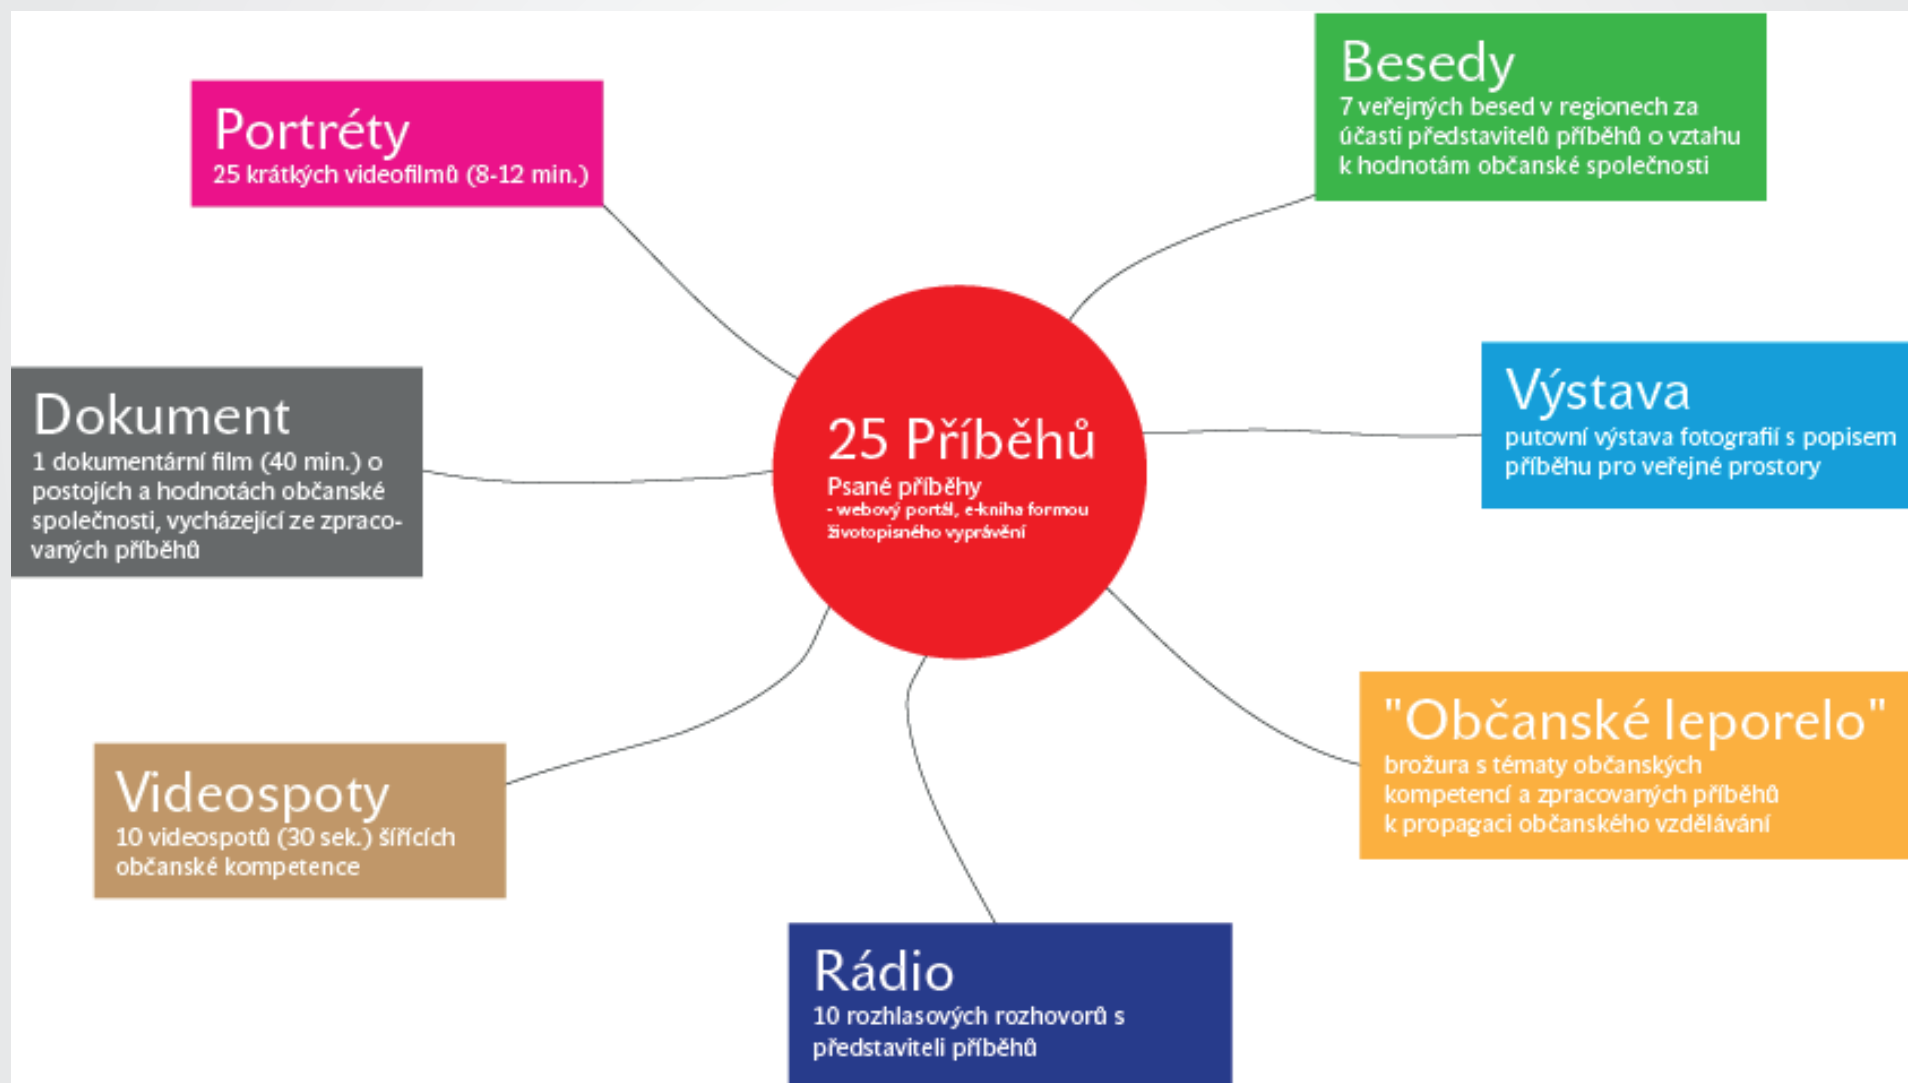 Portréty
25 krátkých videofilmů (8-12 min.)
Besedy
7 veřejných besed v regionech za
účasti představitelů příběhů o vztahu
k hodnotám občanské společnosti
Dokument
1 dokumentární film (40 min.) o
postojích a hodnotách občanské
společnosti, vycházející ze zpraco-
vaných příběhů
25 Příběhů
Psané příběhy
- webový portál, e-kniha formou
životopisného vyprávění
Výstava
putovní výstava fotografií s popisem
příběhu pro veřejné prostory
"Občanské leporelo"
brožura s tématy občanských
kompetencí a zpracovaných příběhů
k propagaci občanského vzdělávání
Videospoty
10 videospotů (30 sek.) šířících
občanské kompetence
Rádio
10 rozhlasových rozhovorů s
představiteli příběhů